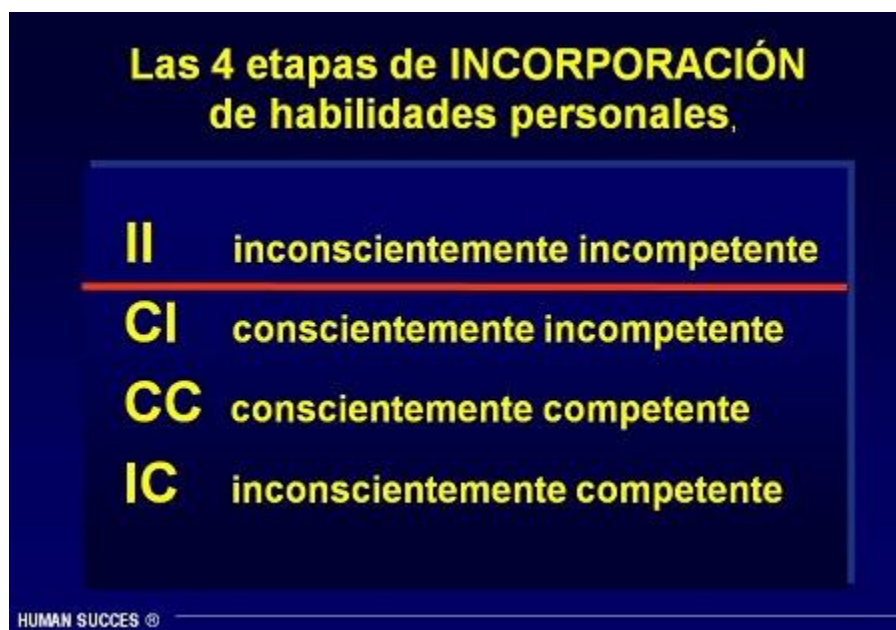 Las 4 etapas de INCORPORACIÓN
de habilidades personales,
II inconscientemente incompetente
CI conscientemente incompetente
CC conscientemente competente
IC inconscientemente competente
HUMAN SUCCES ®